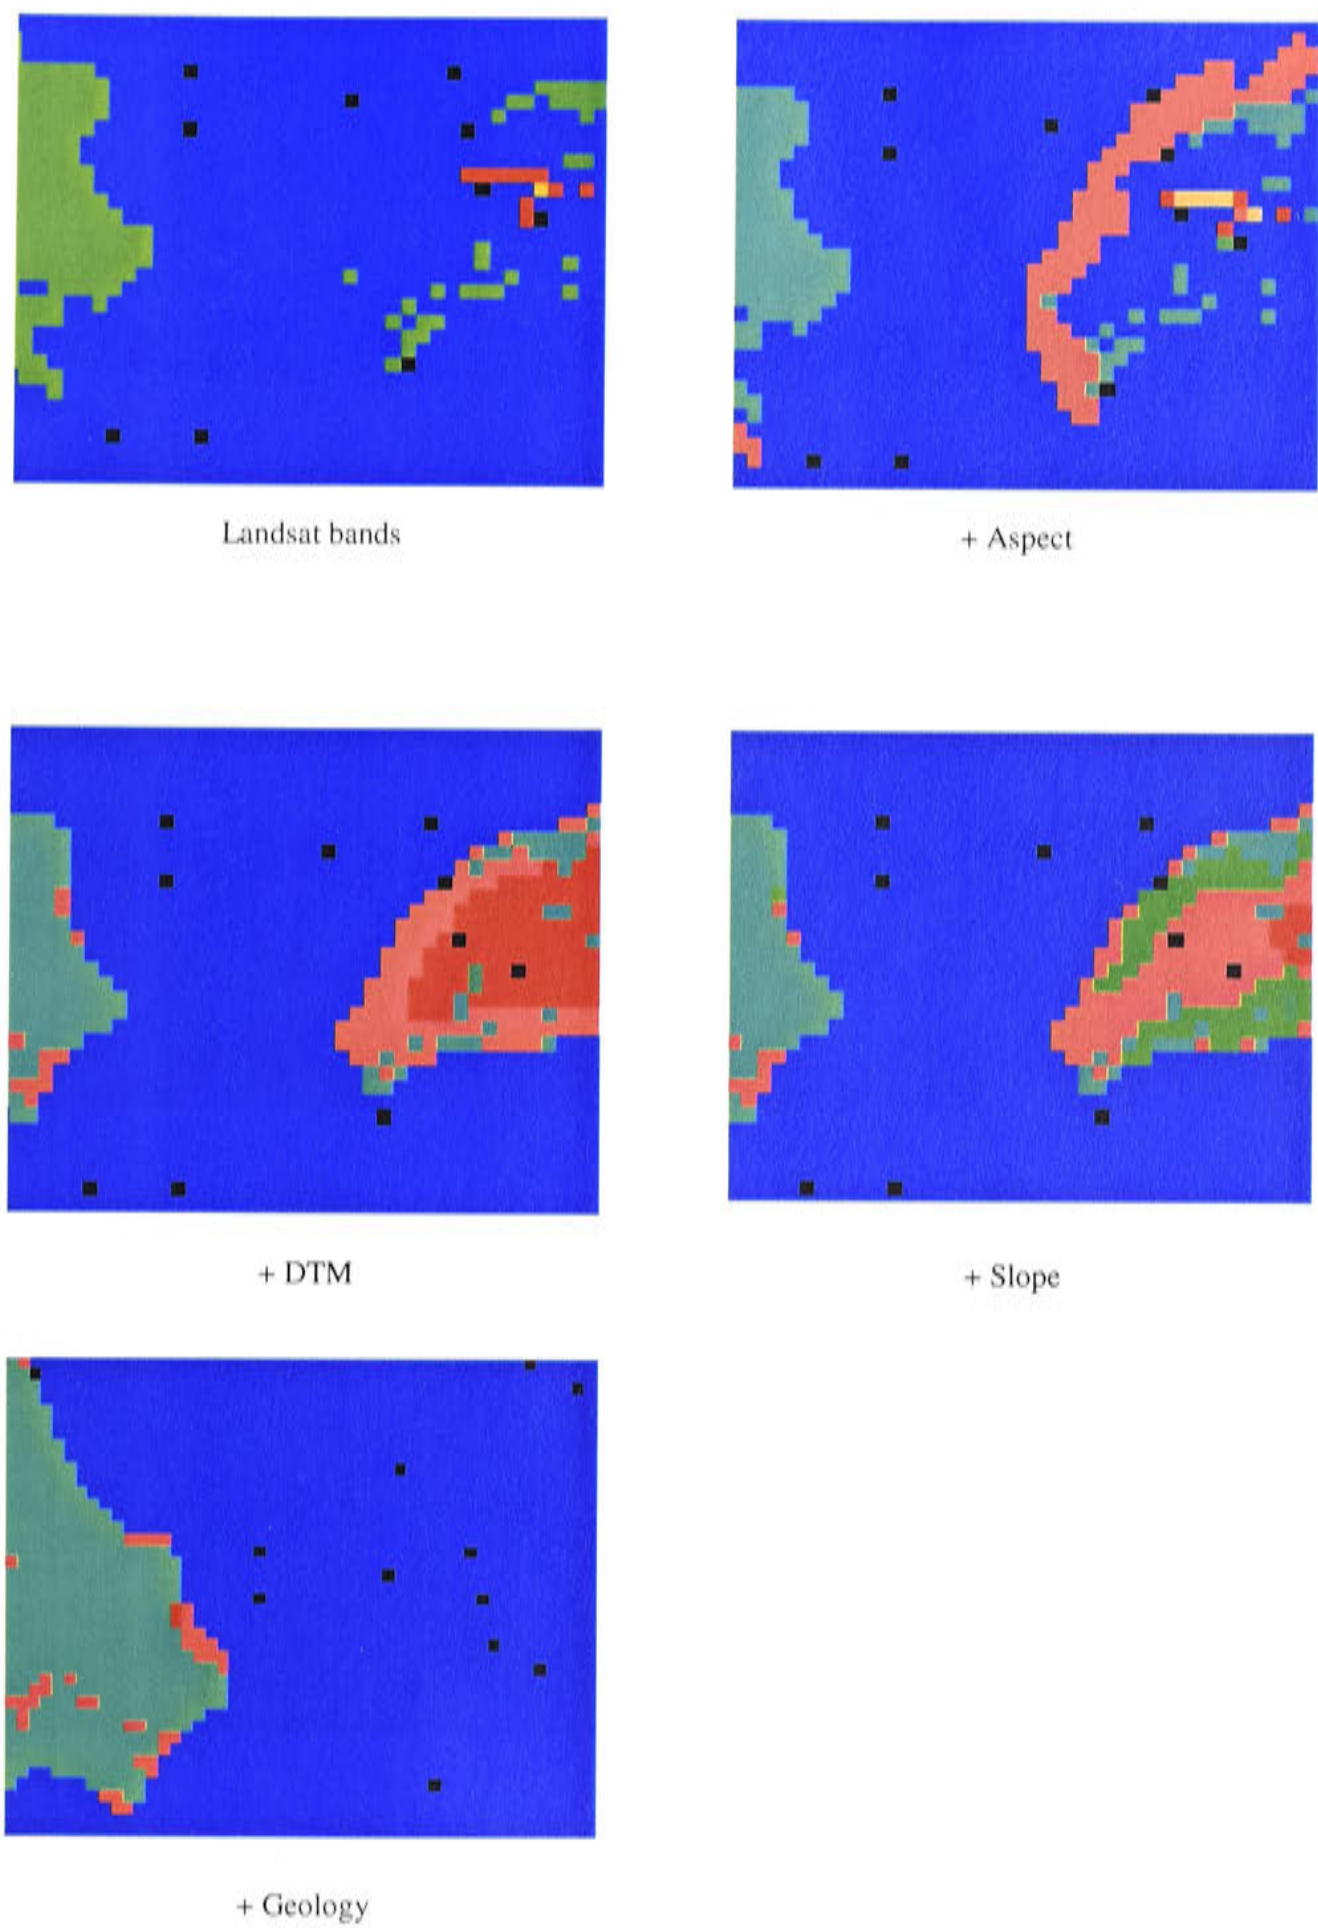 Landsat bands
+ Aspect
+ DTM
+ Slope
+ Geology